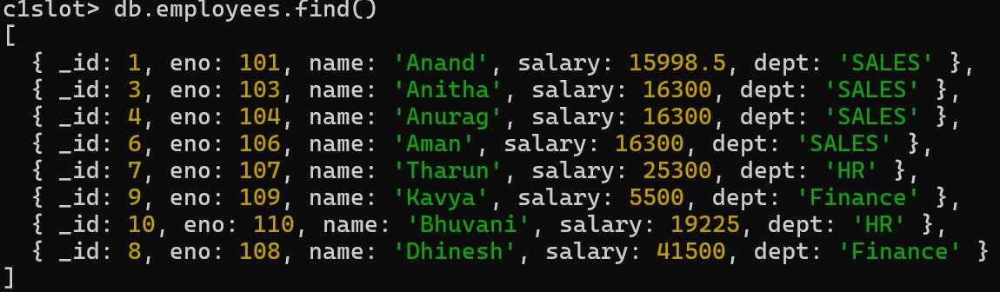 c1slot> db.employees.find()
[
  { _id: 1, eno: 101, name: 'Anand', salary: 15998.5, dept: 'SALES' },
  { _id: 3, eno: 103, name: 'Anitha', salary: 16300, dept: 'SALES' },
  { _id: 4, eno: 104, name: 'Anurag', salary: 16300, dept: 'SALES' },
  { _id: 6, eno: 106, name: 'Aman', salary: 16300, dept: 'SALES' },
  { _id: 7, eno: 107, name: 'Tharun', salary: 25300, dept: 'HR' },
  { _id: 9, eno: 109, name: 'Kavya', salary: 5500, dept: 'Finance' },
  { _id: 10, eno: 110, name: 'Bhuvani', salary: 19225, dept: 'HR' },
  { _id: 8, eno: 108, name: 'Dhinesh', salary: 41500, dept: 'Finance' }
]